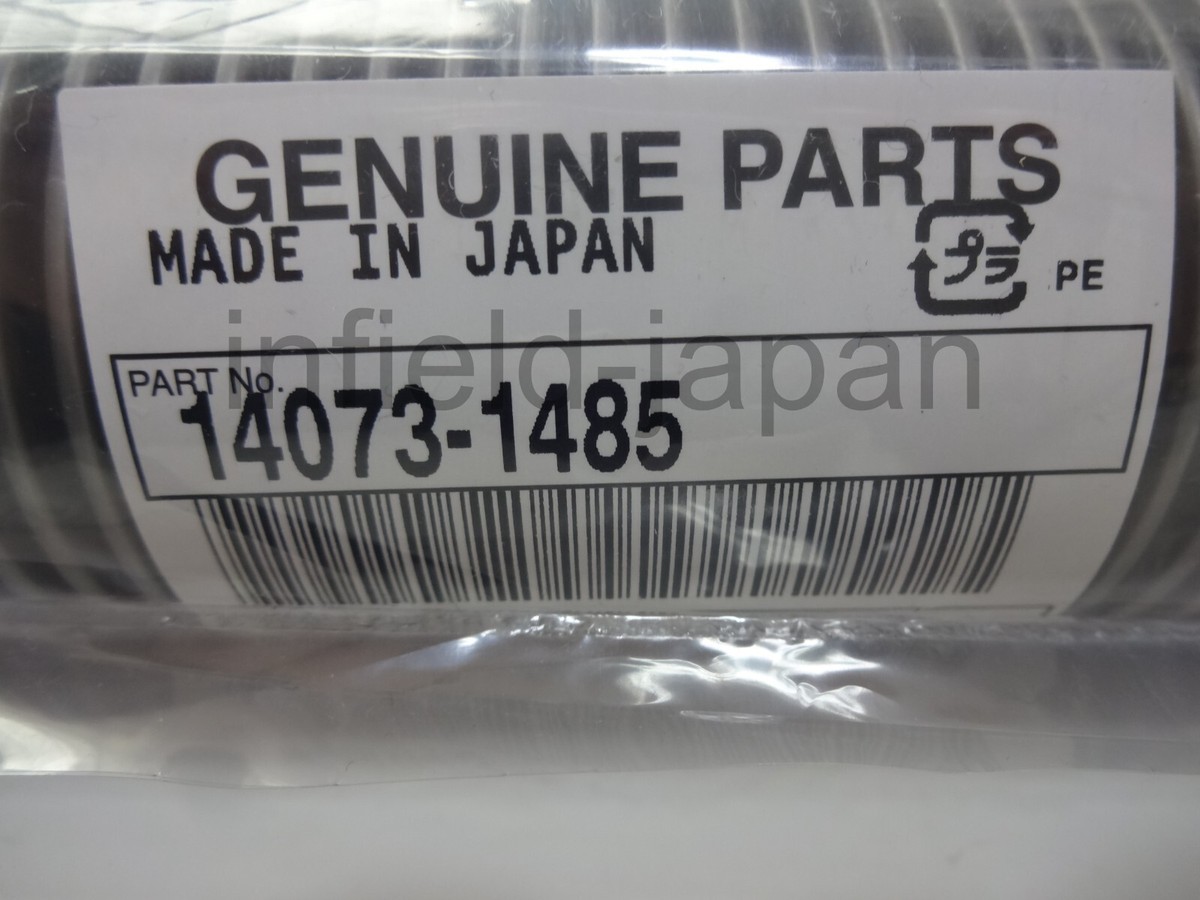 GENUINE PARTS
MADE IN JAPAN
プラ PE
infield-japan
PART No.
14073-1485